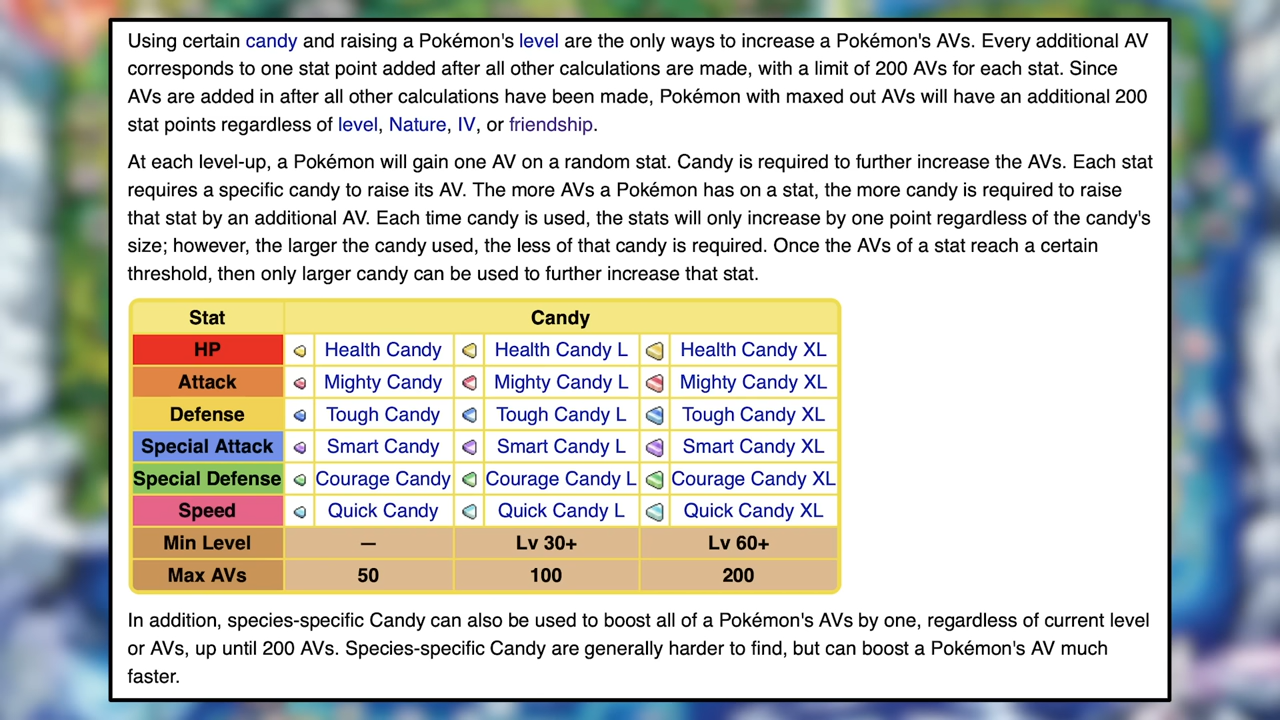 Using certain candy and raising a Pokémon's level are the only ways to increase a Pokémon's AVs. Every additional AV
corresponds to one stat point added after all other calculations are made, with a limit of 200 AVs for each stat. Since
AVs are added in after all other calculations have been made, Pokémon with maxed out AVs will have an additional 200
stat points regardless of level, Nature, IV, or friendship.
At each level-up, a Pokémon will gain one AV on a random stat. Candy is required to further increase the AVs. Each stat
requires a specific candy to raise its AV. The more AVs a Pokémon has on a stat, the more candy is required to raise
that stat by an additional AV. Each time candy is used, the stats will only increase by one point regardless of the candy's
size; however, the larger the candy used, the less of that candy is required. Once the AVs of a stat reach a certain
threshold, then only larger candy can be used to further increase that stat.
Stat Candy
HP Health Candy Health Candy L Health Candy XL
Attack Mighty Candy Mighty Candy L Mighty Candy XL
Defense Tough Candy Tough Candy L Tough Candy XL
Special Attack Smart Candy Smart Candy L Smart Candy XL
Special Defense Courage Candy Courage Candy L Courage Candy XL
Speed Quick Candy Quick Candy L Quick Candy XL
Min Level — Lv 30+ Lv 60+
Max AVs 50 100 200
In addition, species-specific Candy can also be used to boost all of a Pokémon's AVs by one, regardless of current level
or AVs, up until 200 AVs. Species-specific Candy are generally harder to find, but can boost a Pokémon's AV much
faster.